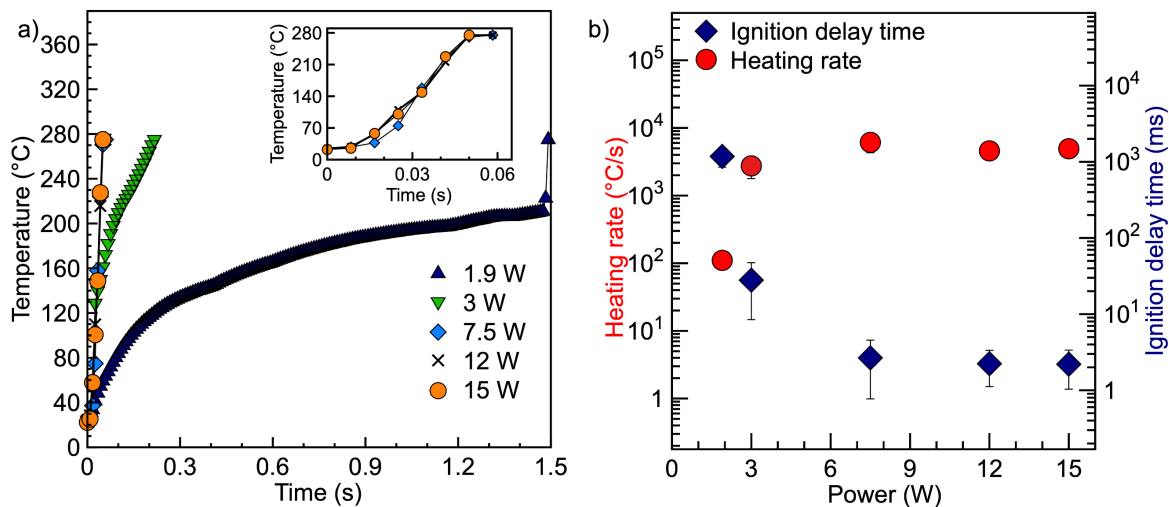 a)
Temperature (°C)
360
320
280
240
200
160
120
80
40
0
0
0.3
0.6
0.9
1.2
1.5
Time (s)
1.9 W
3 W
7.5 W
12 W
15 W
Temperature (°C)
280
210
140
70
0
0
0.03
0.06
Time (s)
b)
Ignition delay time
Heating rate
Heating rate (°C/s)
10^5
10^4
10^3
10^2
10^1
1
Ignition delay time (ms)
10^4
10^3
10^2
10^1
1
0
3
6
9
12
15
Power (W)